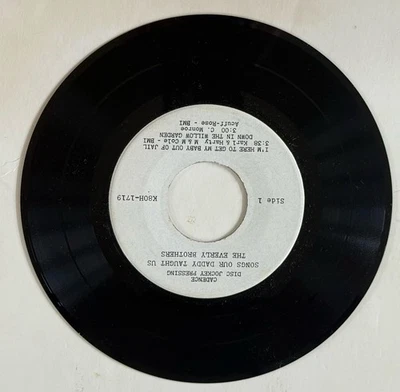 CADENCE
DISC JOCKEY PRESSING
SONGS OUR DADDY TAUGHT US
THE EVERLY BROTHERS
Side 1
K8OH-1719
I'M HERE TO GET MY BABY OUT OF JAIL
3:38 Karl & Harty M & M Cole - BMI
DOWN IN THE WILLOW GARDEN
3:00 C. Monroe
Acuff-Rose - BMI